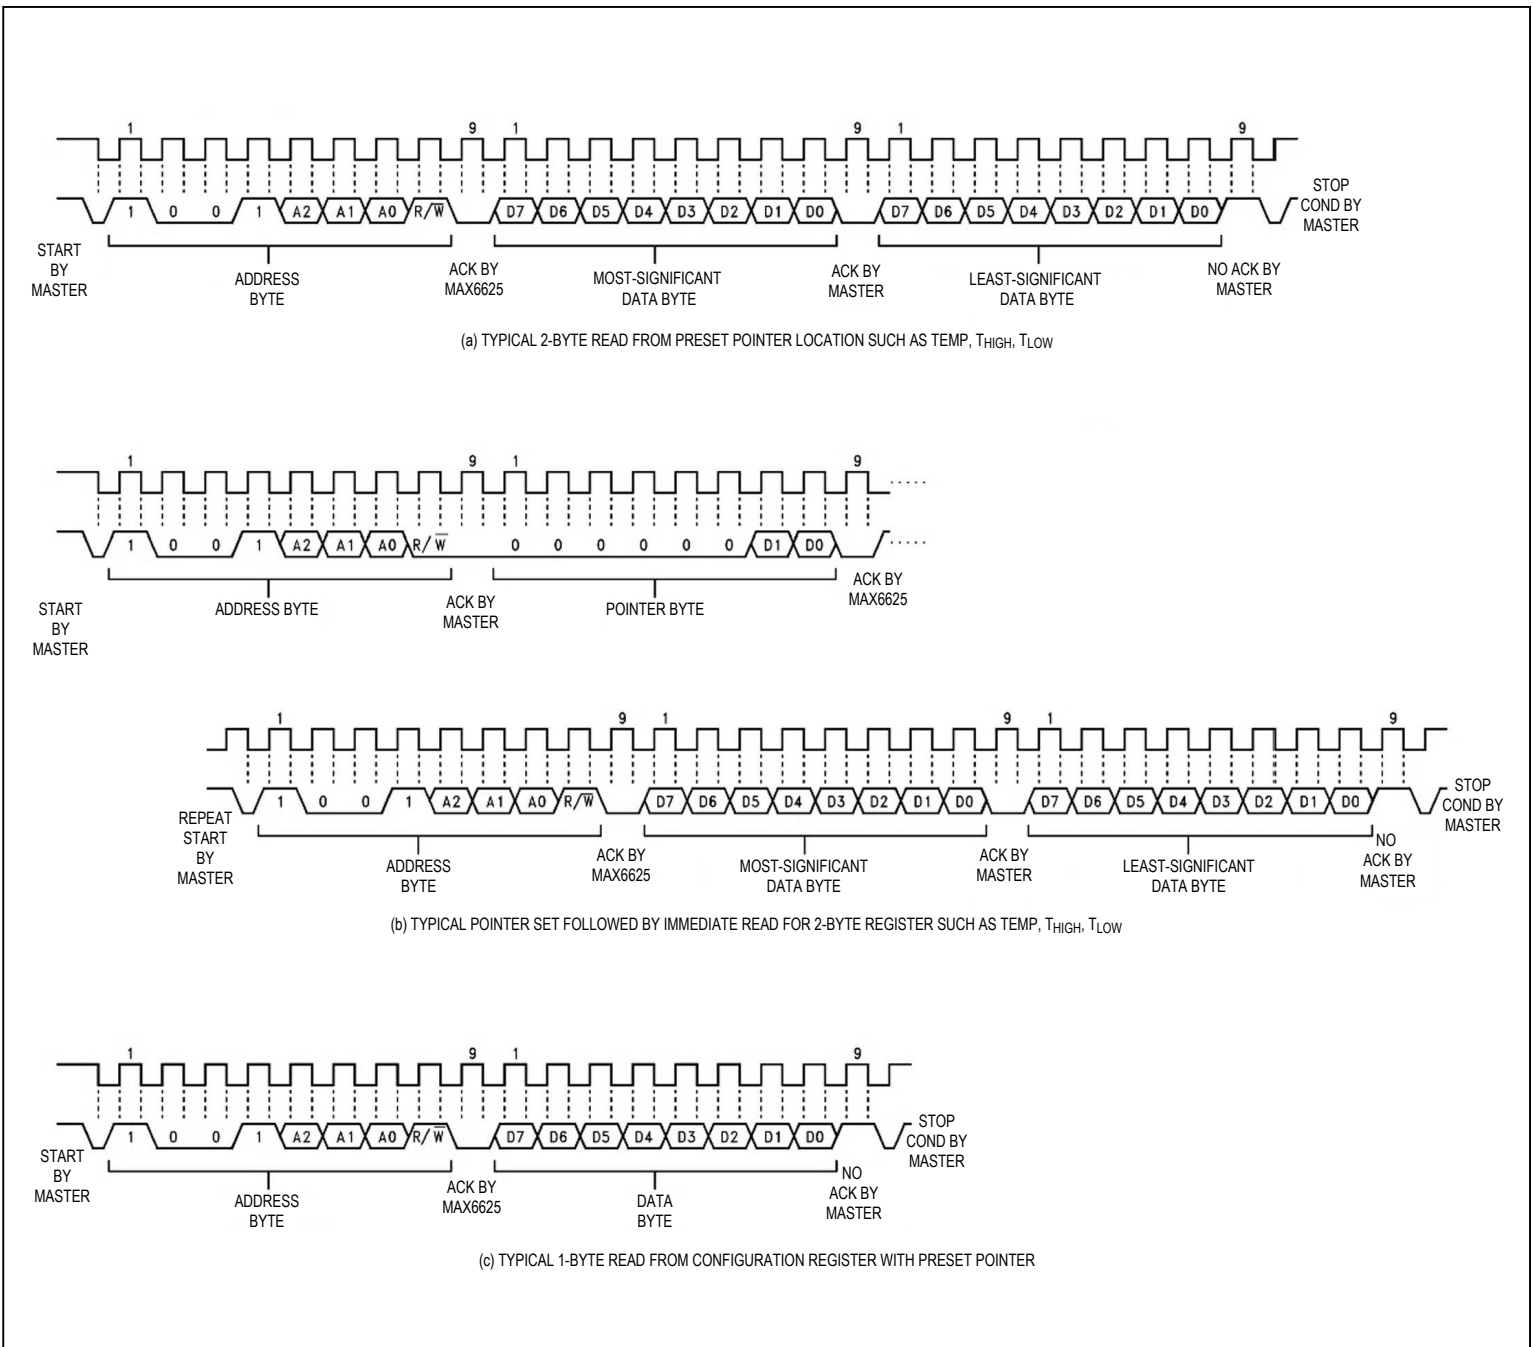 1 9 1 9 1 9
1 0 0 1 A2 A1 A0 R/W̅ D7 D6 D5 D4 D3 D2 D1 D0 D7 D6 D5 D4 D3 D2 D1 D0
STOP
COND BY
MASTER
START
BY
MASTER
ADDRESS
BYTE
ACK BY
MAX6625
MOST-SIGNIFICANT
DATA BYTE
ACK BY
MASTER
LEAST-SIGNIFICANT
DATA BYTE
NO ACK BY
MASTER
(a) TYPICAL 2-BYTE READ FROM PRESET POINTER LOCATION SUCH AS TEMP, THIGH, TLOW
1 9 1 9
1 0 0 1 A2 A1 A0 R/W̅ 0 0 0 0 0 0 D1 D0
START
BY
MASTER
ADDRESS BYTE
ACK BY
MASTER
POINTER BYTE
ACK BY
MAX6625
1 9 1 9 1 9
1 0 0 1 A2 A1 A0 R/W̅ D7 D6 D5 D4 D3 D2 D1 D0 D7 D6 D5 D4 D3 D2 D1 D0
STOP
COND BY
MASTER
REPEAT
START
BY
MASTER
ADDRESS
BYTE
ACK BY
MAX6625
MOST-SIGNIFICANT
DATA BYTE
ACK BY
MASTER
LEAST-SIGNIFICANT
DATA BYTE
NO
ACK BY
MASTER
(b) TYPICAL POINTER SET FOLLOWED BY IMMEDIATE READ FOR 2-BYTE REGISTER SUCH AS TEMP, THIGH, TLOW
1 9 1 9
1 0 0 1 A2 A1 A0 R/W̅ D7 D6 D5 D4 D3 D2 D1 D0
STOP
COND BY
MASTER
START
BY
MASTER
ADDRESS
BYTE
ACK BY
MAX6625
DATA
BYTE
NO
ACK BY
MASTER
(c) TYPICAL 1-BYTE READ FROM CONFIGURATION REGISTER WITH PRESET POINTER